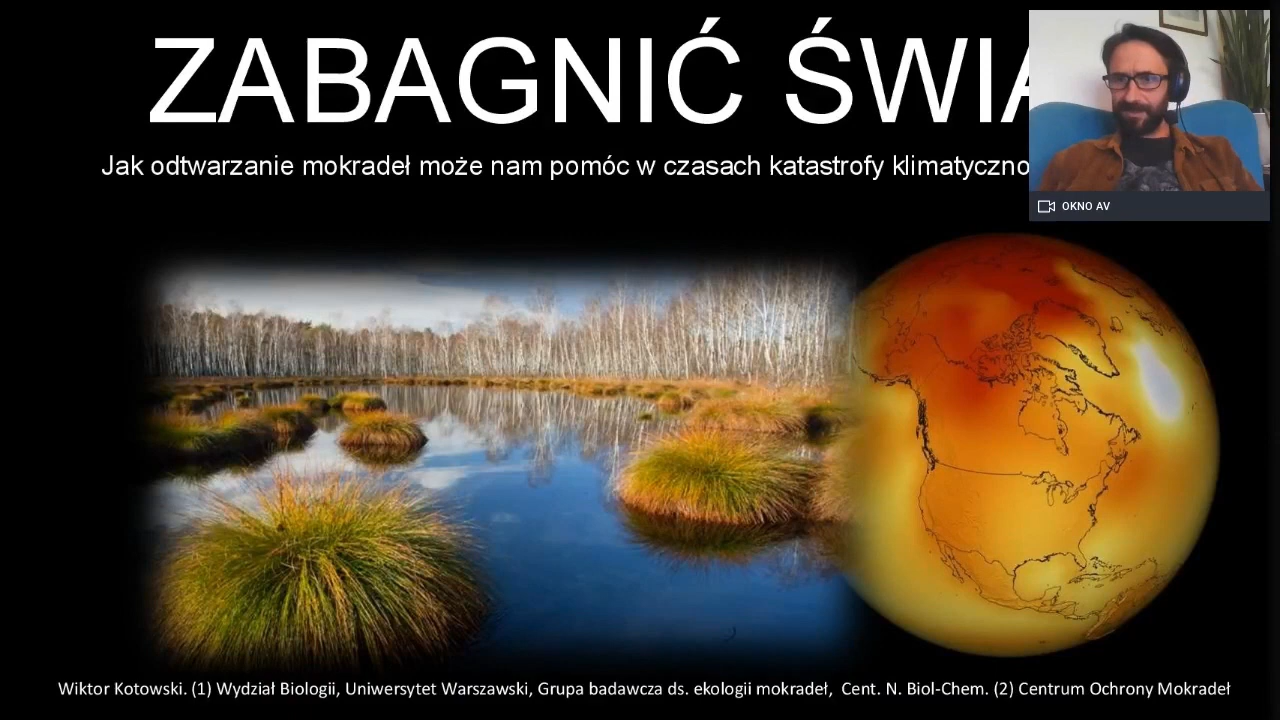 ZABAGNIĆ ŚWIA
Jak odtwarzanie mokradeł może nam pomóc w czasach katastrofy klimatyczno
OKNO AV
Wiktor Kotowski. (1) Wydział Biologii, Uniwersytet Warszawski, Grupa badawcza ds. ekologii mokradeł, Cent. N. Biol-Chem. (2) Centrum Ochrony Mokradeł